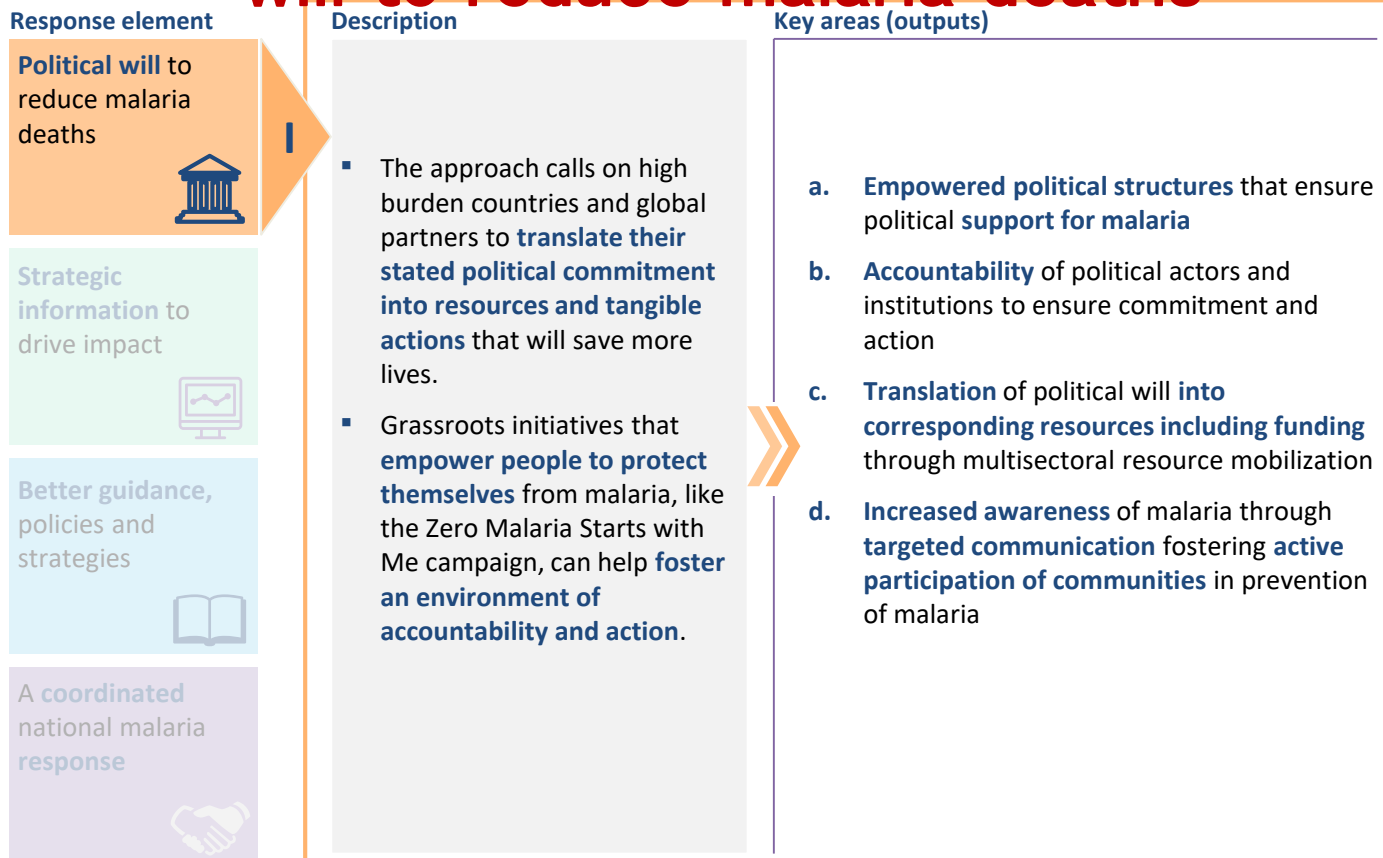 will to reduce malaria deaths
Response element
Political will to
reduce malaria
deaths
I
Strategic
information to
drive impact
Better guidance,
policies and
strategies
A coordinated
national malaria
response
Description
▪ The approach calls on high
burden countries and global
partners to translate their
stated political commitment
into resources and tangible
actions that will save more
lives.
▪ Grassroots initiatives that
empower people to protect
themselves from malaria, like
the Zero Malaria Starts with
Me campaign, can help foster
an environment of
accountability and action.
Key areas (outputs)
a. Empowered political structures that ensure
political support for malaria
b. Accountability of political actors and
institutions to ensure commitment and
action
c. Translation of political will into
corresponding resources including funding
through multisectoral resource mobilization
d. Increased awareness of malaria through
targeted communication fostering active
participation of communities in prevention
of malaria